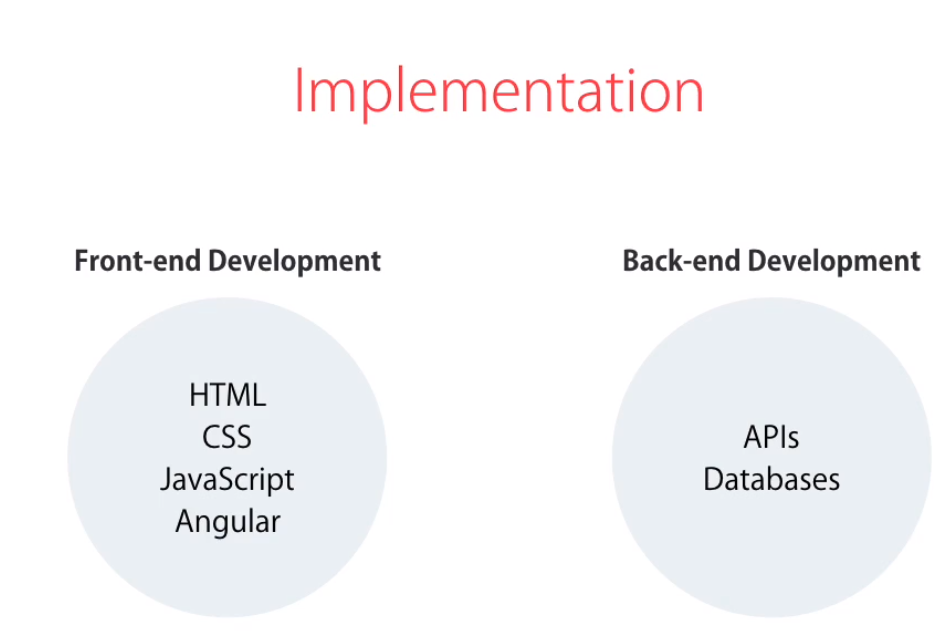 Implementation
Front-end Development
HTML
CSS
JavaScript
Angular
Back-end Development
APIs
Databases